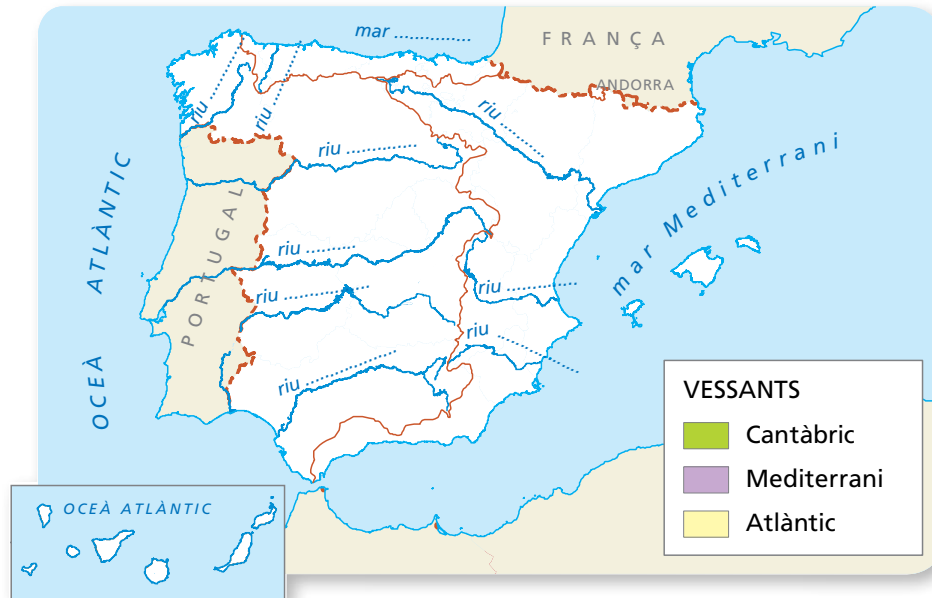 mar ..............
FRANÇA
ANDORRA
riu ............
riu ............
riu ............
riu ..............
OCEÀ ATLÀNTIC
PORTUGAL
mar Mediterrani
riu ..........
riu ..............
riu ..............
riu ..............
riu ..............
VESSANTS
Cantàbric
Mediterrani
Atlàntic
OCEÀ ATLÀNTIC